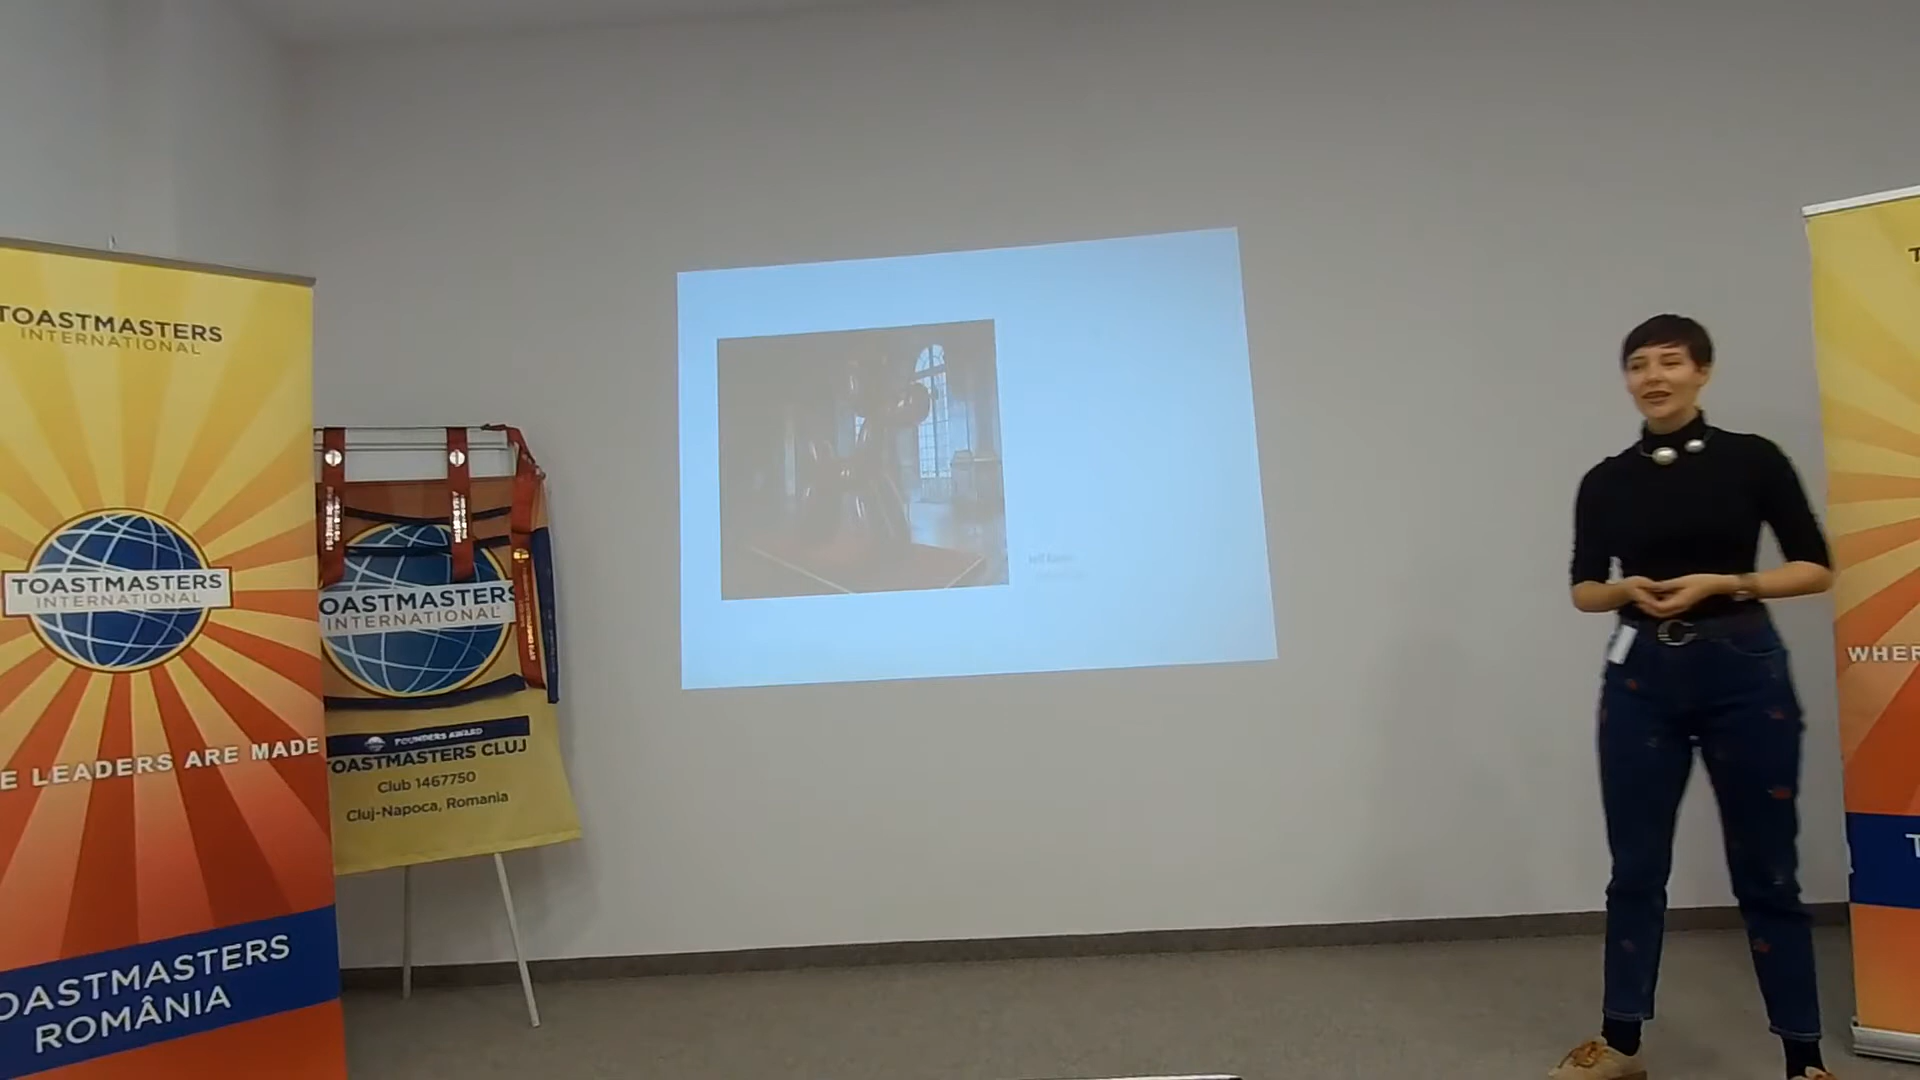 TOASTMASTERS
INTERNATIONAL
TOASTMASTERS
INTERNATIONAL
E LEADERS ARE MADE
OASTMASTERS
ROMÂNIA
OASTMASTERS
INTERNATIONAL
FOUNDERS AWARD
TOASTMASTERS CLUJ
Club 1467750
Cluj-Napoca, Romania
T
WHER
T